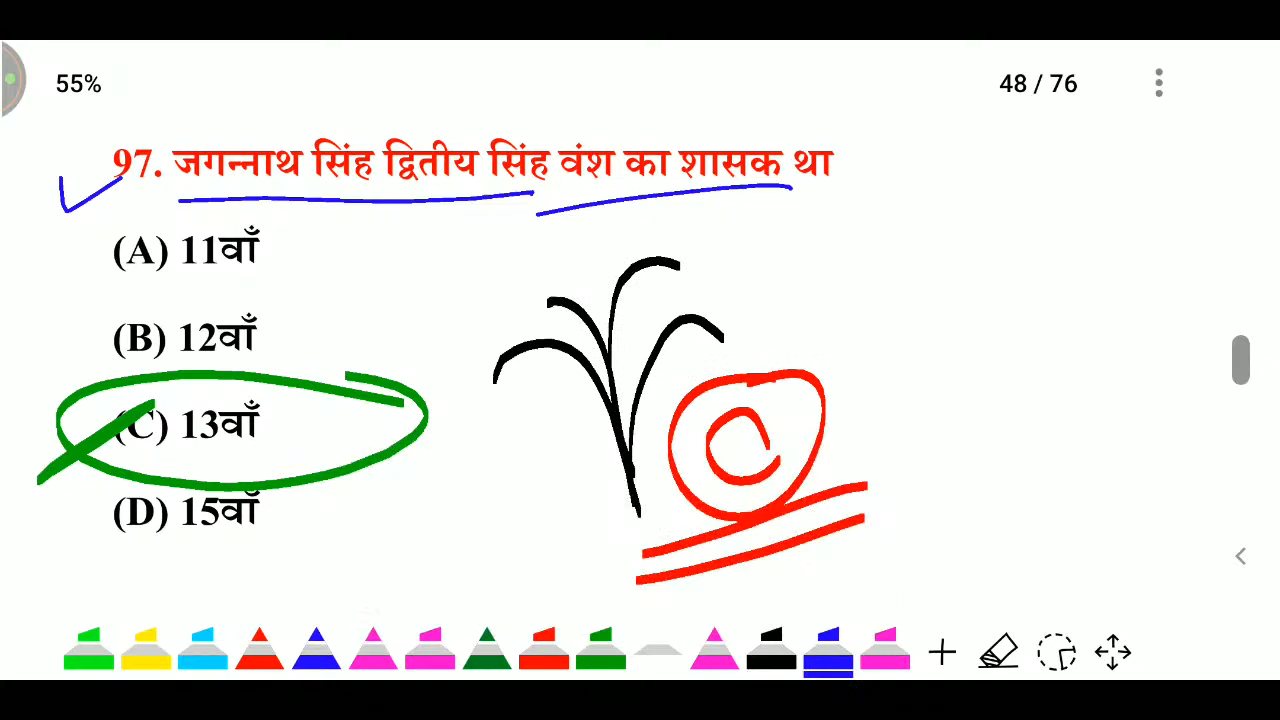 55%
48 / 76
97. जगन्नाथ सिंह द्वितीय सिंह वंश का शासक था
(A) 11वाँ
(B) 12वाँ
(C) 13वाँ
(D) 15वाँ
C